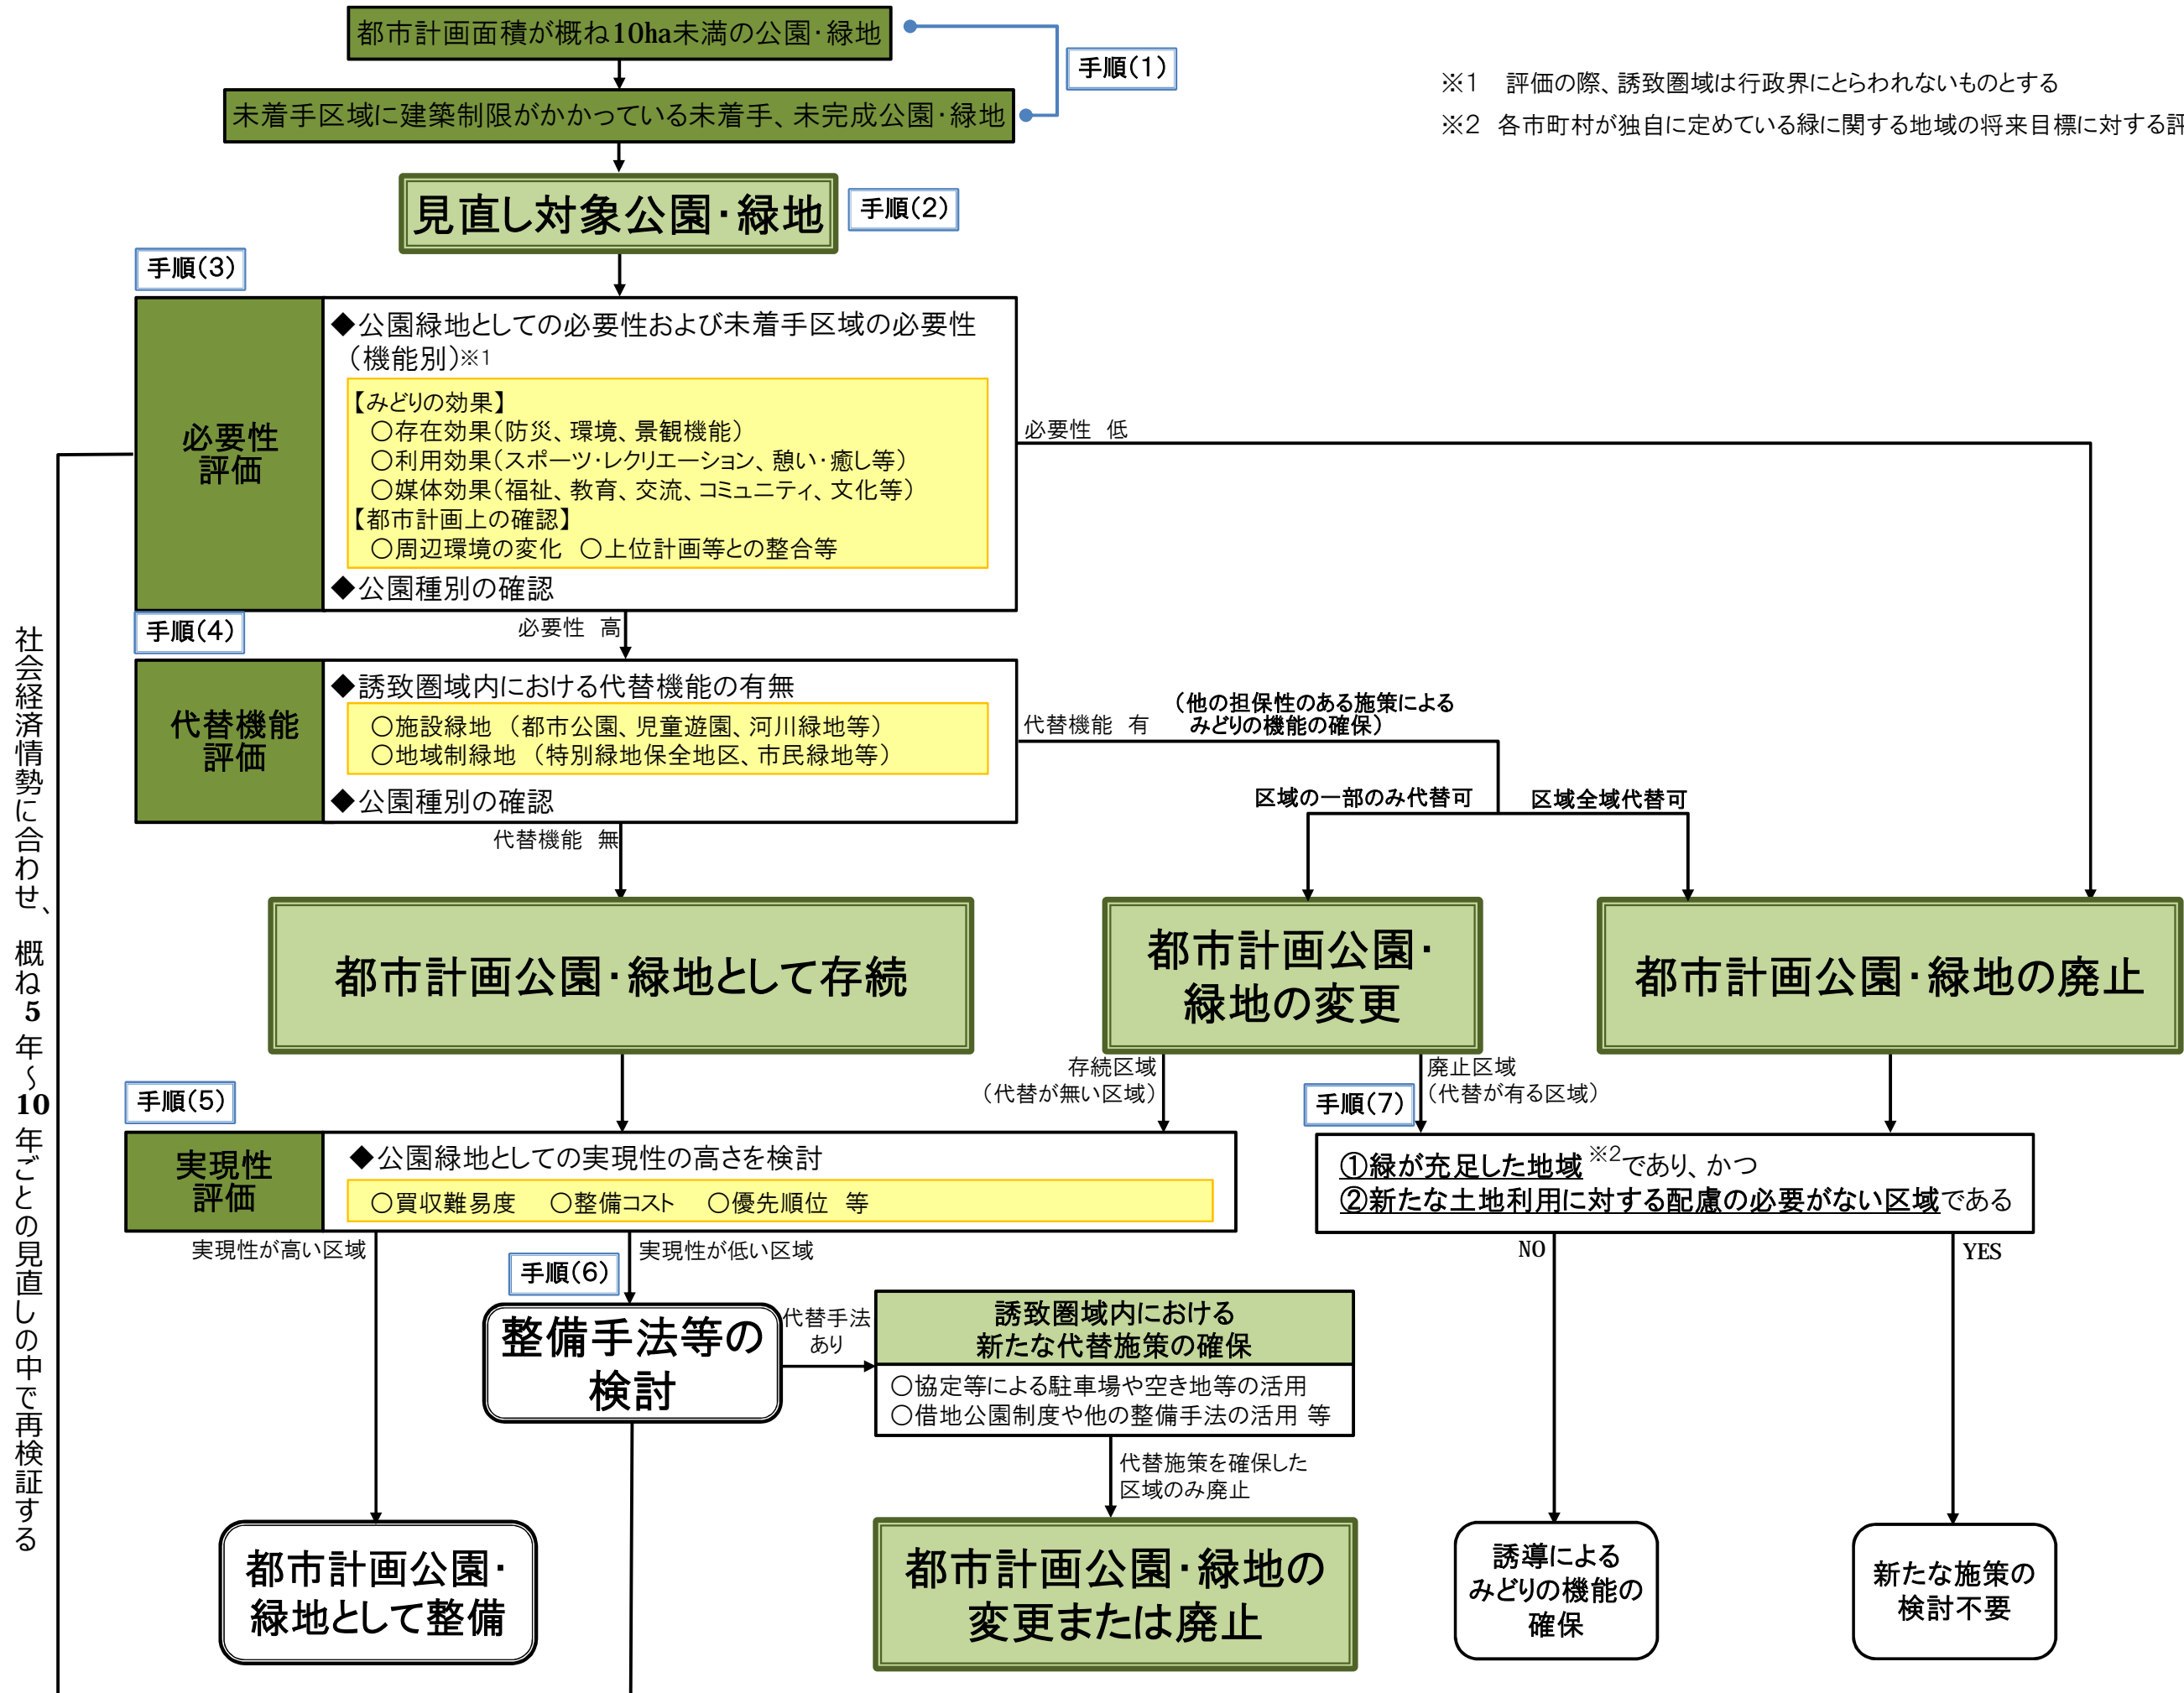 都市計画面積が概ね10ha未満の公園・緑地
手順(1)
未着手区域に建築制限がかかっている未着手、未完成公園・緑地
※1　評価の際、誘致圏域は行政界にとらわれないものとする
※2 各市町村が独自に定めている緑に関する地域の将来目標に対する評
見直し対象公園・緑地
手順(2)
手順(3)
必要性
評価
◆公園緑地としての必要性および未着手区域の必要性
（機能別）※1
【みどりの効果】
○存在効果（防災、環境、景観機能）
○利用効果（スポーツ・レクリエーション、憩い・癒し等）
○媒体効果（福祉、教育、交流、コミュニティ、文化等）
【都市計画上の確認】
○周辺環境の変化 ○上位計画等との整合等
◆公園種別の確認
必要性 低
必要性 高
手順(4)
代替機能
評価
◆誘致圏域内における代替機能の有無
○施設緑地 （都市公園、児童遊園、河川緑地等）
○地域制緑地 （特別緑地保全地区、市民緑地等）
◆公園種別の確認
代替機能 有
（他の担保性のある施策による
みどりの機能の確保）
区域の一部のみ代替可
区域全域代替可
代替機能 無
都市計画公園・緑地として存続
都市計画公園・
緑地の変更
都市計画公園・緑地の廃止
存続区域
（代替が無い区域）
廃止区域
（代替が有る区域）
手順(5)
実現性
評価
◆公園緑地としての実現性の高さを検討
○買収難易度 ○整備コスト ○優先順位 等
手順(7)
①緑が充足した地域※2であり、かつ
②新たな土地利用に対する配慮の必要がない区域である
実現性が高い区域
実現性が低い区域
NO
YES
手順(6)
整備手法等の
検討
代替手法
あり
誘致圏域内における
新たな代替施策の確保
○協定等による駐車場や空き地等の活用
○借地公園制度や他の整備手法の活用 等
代替施策を確保した
区域のみ廃止
都市計画公園・
緑地として整備
都市計画公園・緑地の
変更または廃止
誘導による
みどりの機能の
確保
新たな施策の
検討不要
社会経済情勢に合わせ、概ね5年～10年ごとの見直しの中で再検証する